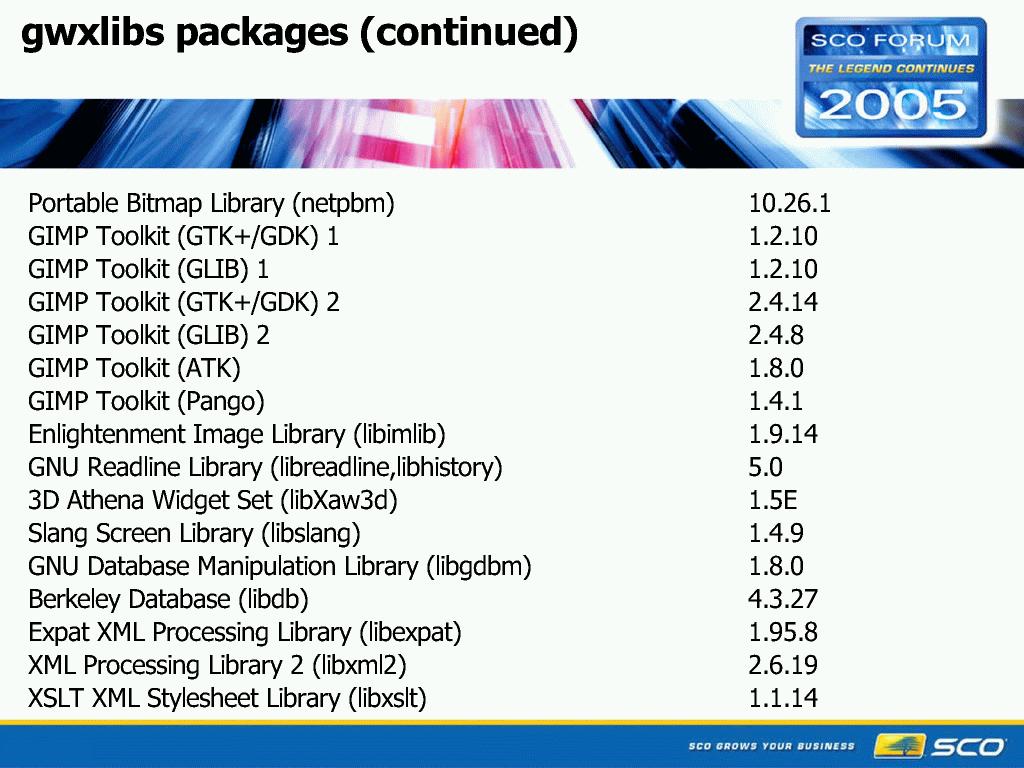 gwxlibs packages (continued)
SCO FORUM
THE LEGEND CONTINUES
2005
Portable Bitmap Library (netpbm) 10.26.1
GIMP Toolkit (GTK+/GDK) 1 1.2.10
GIMP Toolkit (GLIB) 1 1.2.10
GIMP Toolkit (GTK+/GDK) 2 2.4.14
GIMP Toolkit (GLIB) 2 2.4.8
GIMP Toolkit (ATK) 1.8.0
GIMP Toolkit (Pango) 1.4.1
Enlightenment Image Library (libimlib) 1.9.14
GNU Readline Library (libreadline,libhistory) 5.0
3D Athena Widget Set (libXaw3d) 1.5E
Slang Screen Library (libslang) 1.4.9
GNU Database Manipulation Library (libgdbm) 1.8.0
Berkeley Database (libdb) 4.3.27
Expat XML Processing Library (libexpat) 1.95.8
XML Processing Library 2 (libxml2) 2.6.19
XSLT XML Stylesheet Library (libxslt) 1.1.14
SCO GROWS YOUR BUSINESS SCO